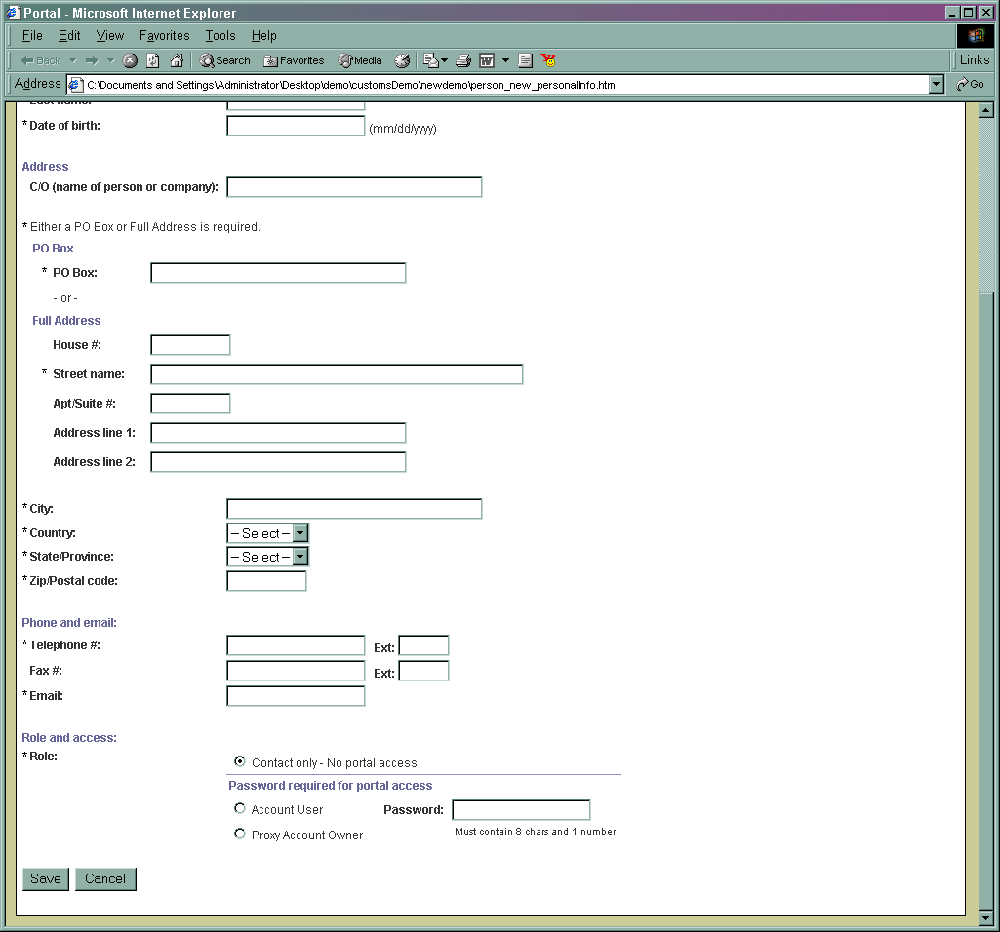 Portal - Microsoft Internet Explorer
File Edit View Favorites Tools Help
Back Search Favorites Media Links
Address C:\Documents and Settings\Administrator\Desktop\demo\customsDemo\newdemo\person_new_personalInfo.htm Go
* Date of birth: (mm/dd/yyyy)
Address
C/O (name of person or company):
* Either a PO Box or Full Address is required.
PO Box
* PO Box:
- or -
Full Address
House #:
* Street name:
Apt/Suite #:
Address line 1:
Address line 2:
* City:
* Country: -- Select --
* State/Province: -- Select --
* Zip/Postal code:
Phone and email:
* Telephone #: Ext:
Fax #: Ext:
* Email:
Role and access:
* Role: Contact only - No portal access
Password required for portal access
Account User Password:
Proxy Account Owner Must contain 8 chars and 1 number
Save Cancel